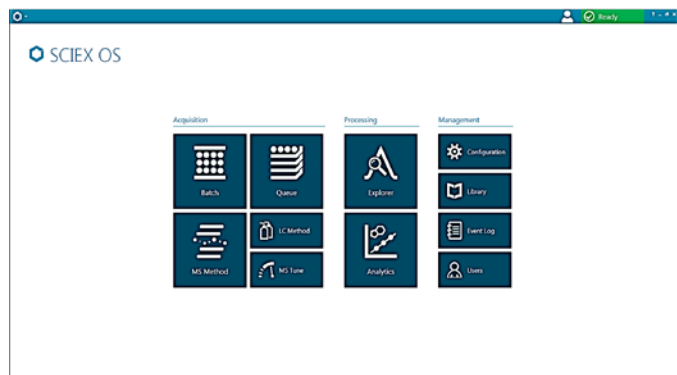 Ready
SCIEX OS
Acquisition
Processing
Management
Batch
Queue
Explorer
Configuration
Library
MS Method
LC Method
MS Tune
Analytics
Event Log
Users